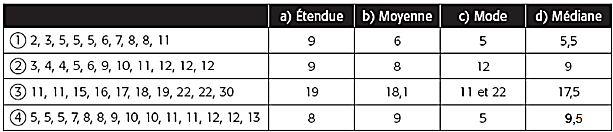 a) Étendue b) Moyenne c) Mode d) Médiane
① 2, 3, 5, 5, 5, 6, 7, 8, 8, 11 9 6 5 5,5
② 3, 4, 4, 5, 6, 9, 10, 11, 12, 12, 12 9 8 12 9
③ 11, 11, 15, 16, 17, 18, 19, 22, 22, 30 19 18,1 11 et 22 17,5
④ 5, 5, 5, 7, 8, 8, 9, 10, 10, 11, 11, 12, 12, 13 8 9 5 9,5